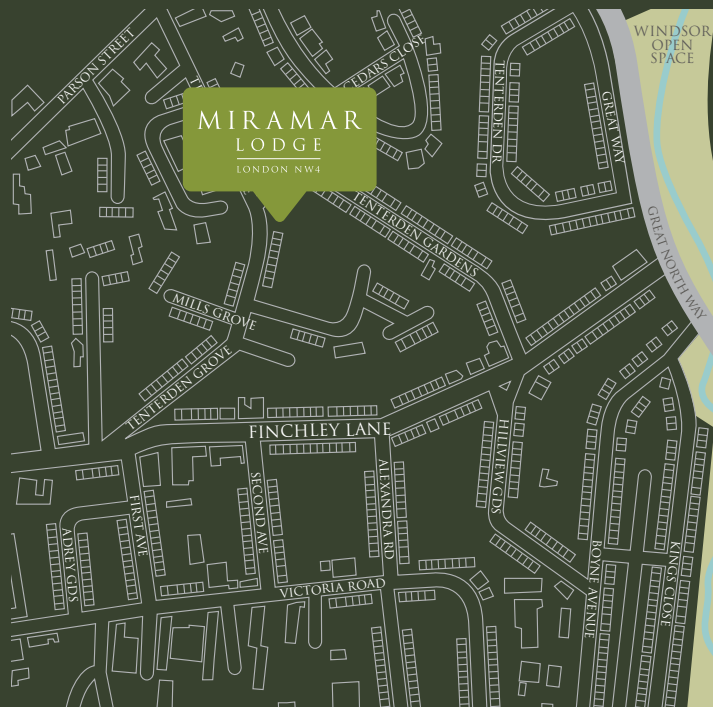 WINDSOR
OPEN
SPACE
PARSON STREET
CEDARS CLOSE
TENTERDEN DR
GREAT WAY
MIRAMAR
LODGE
LONDON NW4
TENTERDEN GARDENS
GREAT NORTH WAY
MILLS GROVE
TENTERDEN GROVE
FINCHLEY LANE
HILLVIEW GDS
SECOND AVE
ALEXANDRA RD
FIRST AVE
ADREY GDS
BOYNE AVENUE
KINGS CLOSE
VICTORIA ROAD